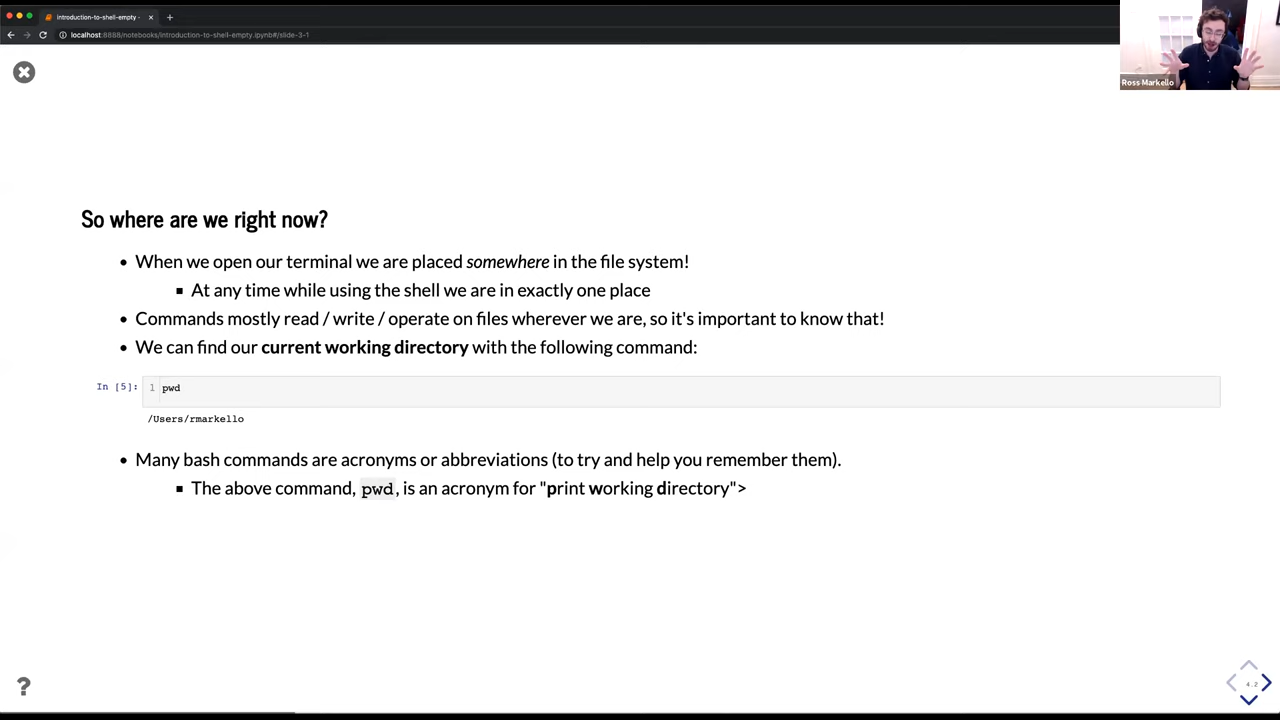 introduction-to-shell-empty -
localhost:8888/notebooks/introduction-to-shell-empty.ipynb#/slide-3-1
Ross Markello
So where are we right now?
When we open our terminal we are placed somewhere in the file system!
At any time while using the shell we are in exactly one place
Commands mostly read / write / operate on files wherever we are, so it's important to know that!
We can find our current working directory with the following command:
In [5]: 1 pwd
/Users/rmarkello
Many bash commands are acronyms or abbreviations (to try and help you remember them).
The above command, pwd, is an acronym for "print working directory">
?
4.2